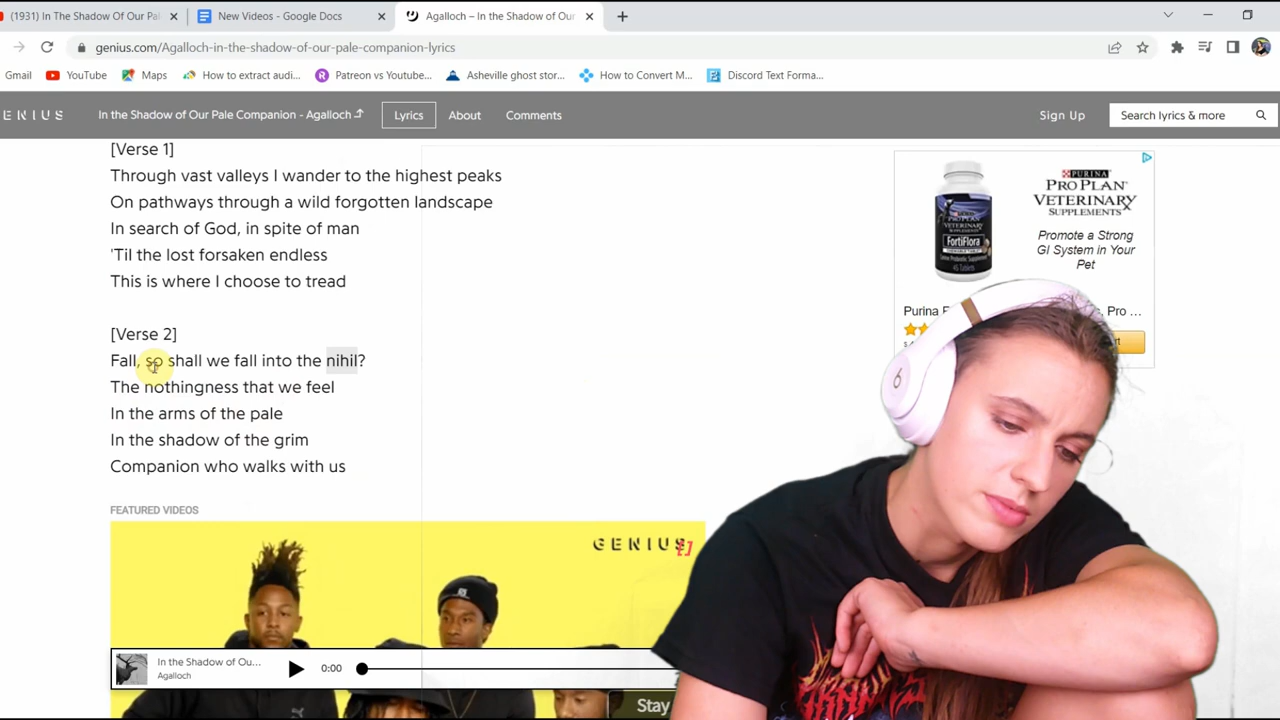 (1931) In The Shadow Of Our Pal
New Videos - Google Docs
Agalloch – In the Shadow of Our
genius.com/Agalloch-in-the-shadow-of-our-pale-companion-lyrics
Gmail
YouTube
Maps
How to extract audi...
Patreon vs Youtube...
Asheville ghost stor...
How to Convert M...
Discord Text Forma...
ENIUS
In the Shadow of Our Pale Companion - Agalloch
Lyrics
About
Comments
Sign Up
Search lyrics & more
[Verse 1]
Through vast valleys I wander to the highest peaks
On pathways through a wild forgotten landscape
In search of God, in spite of man
'Til the lost forsaken endless
This is where I choose to tread
[Verse 2]
Fall, so shall we fall into the nihil?
The nothingness that we feel
In the arms of the pale
In the shadow of the grim
Companion who walks with us
FEATURED VIDEOS
GENIUS
In the Shadow of Ou...
Agalloch
0:00
Stay
PURINA
PRO PLAN
VETERINARY
SUPPLEMENTS
Promote a Strong
GI System in Your
Pet
FortiFlora
Purina
Pro ...